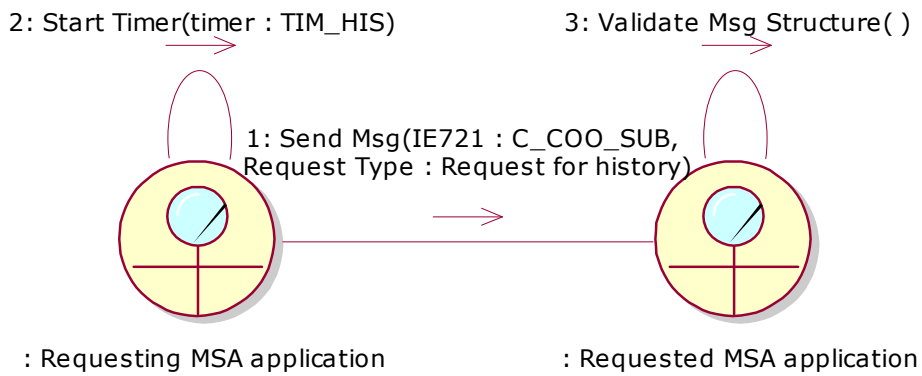 2: Start Timer(timer : TIM_HIS)
3: Validate Msg Structure( )
1: Send Msg(IE721 : C_COO_SUB,
Request Type : Request for history)
: Requesting MSA application
: Requested MSA application